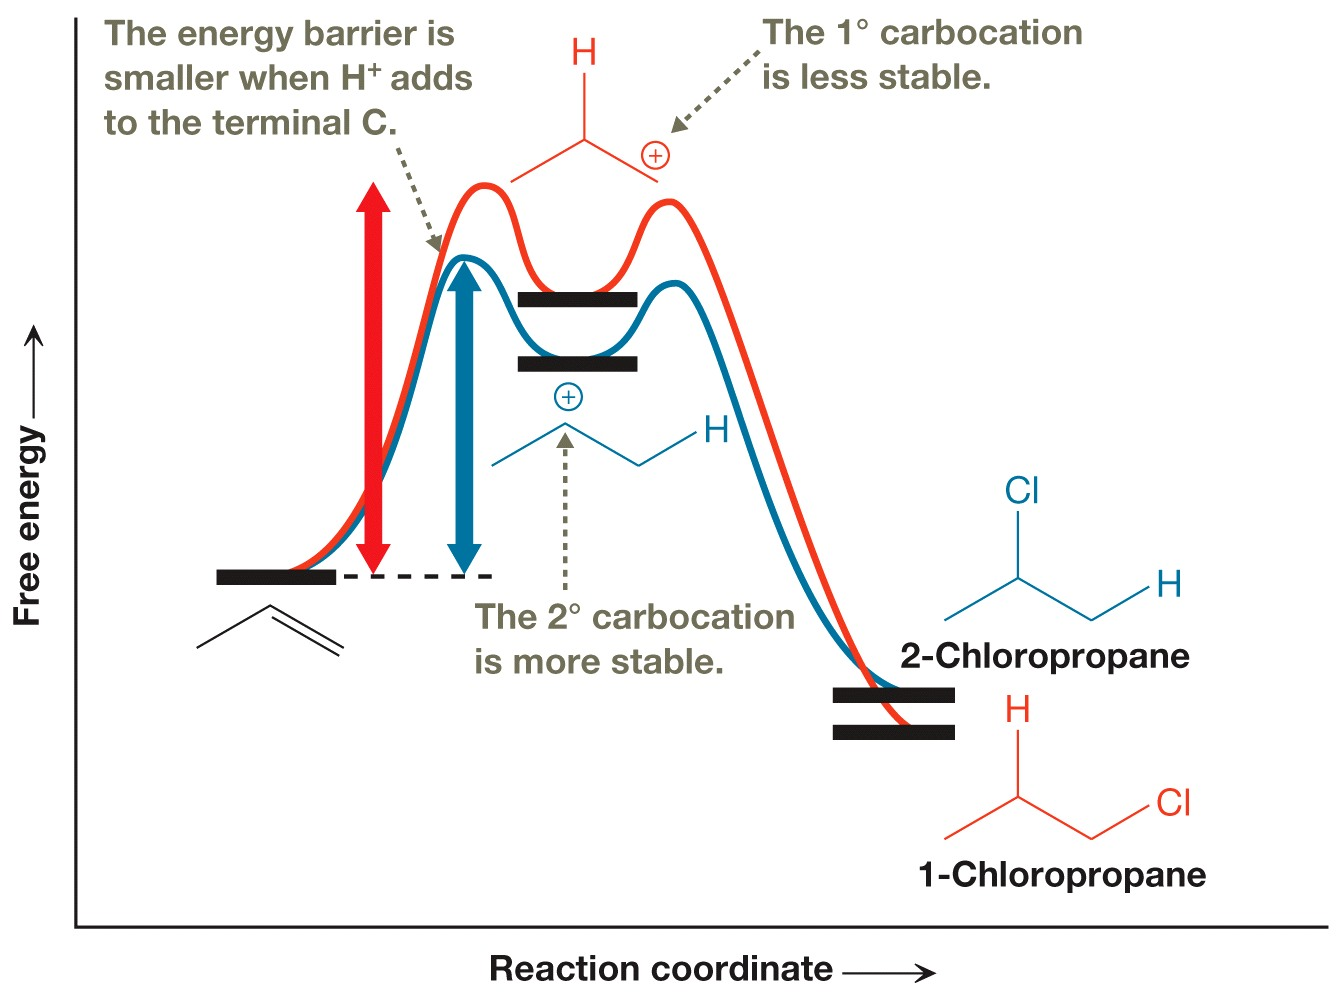 The energy barrier is
smaller when H⁺ adds
to the terminal C.
H
+
The 1° carbocation
is less stable.
+
H
The 2° carbocation
is more stable.
Cl
H
2-Chloropropane
H
Cl
1-Chloropropane
Free energy
Reaction coordinate